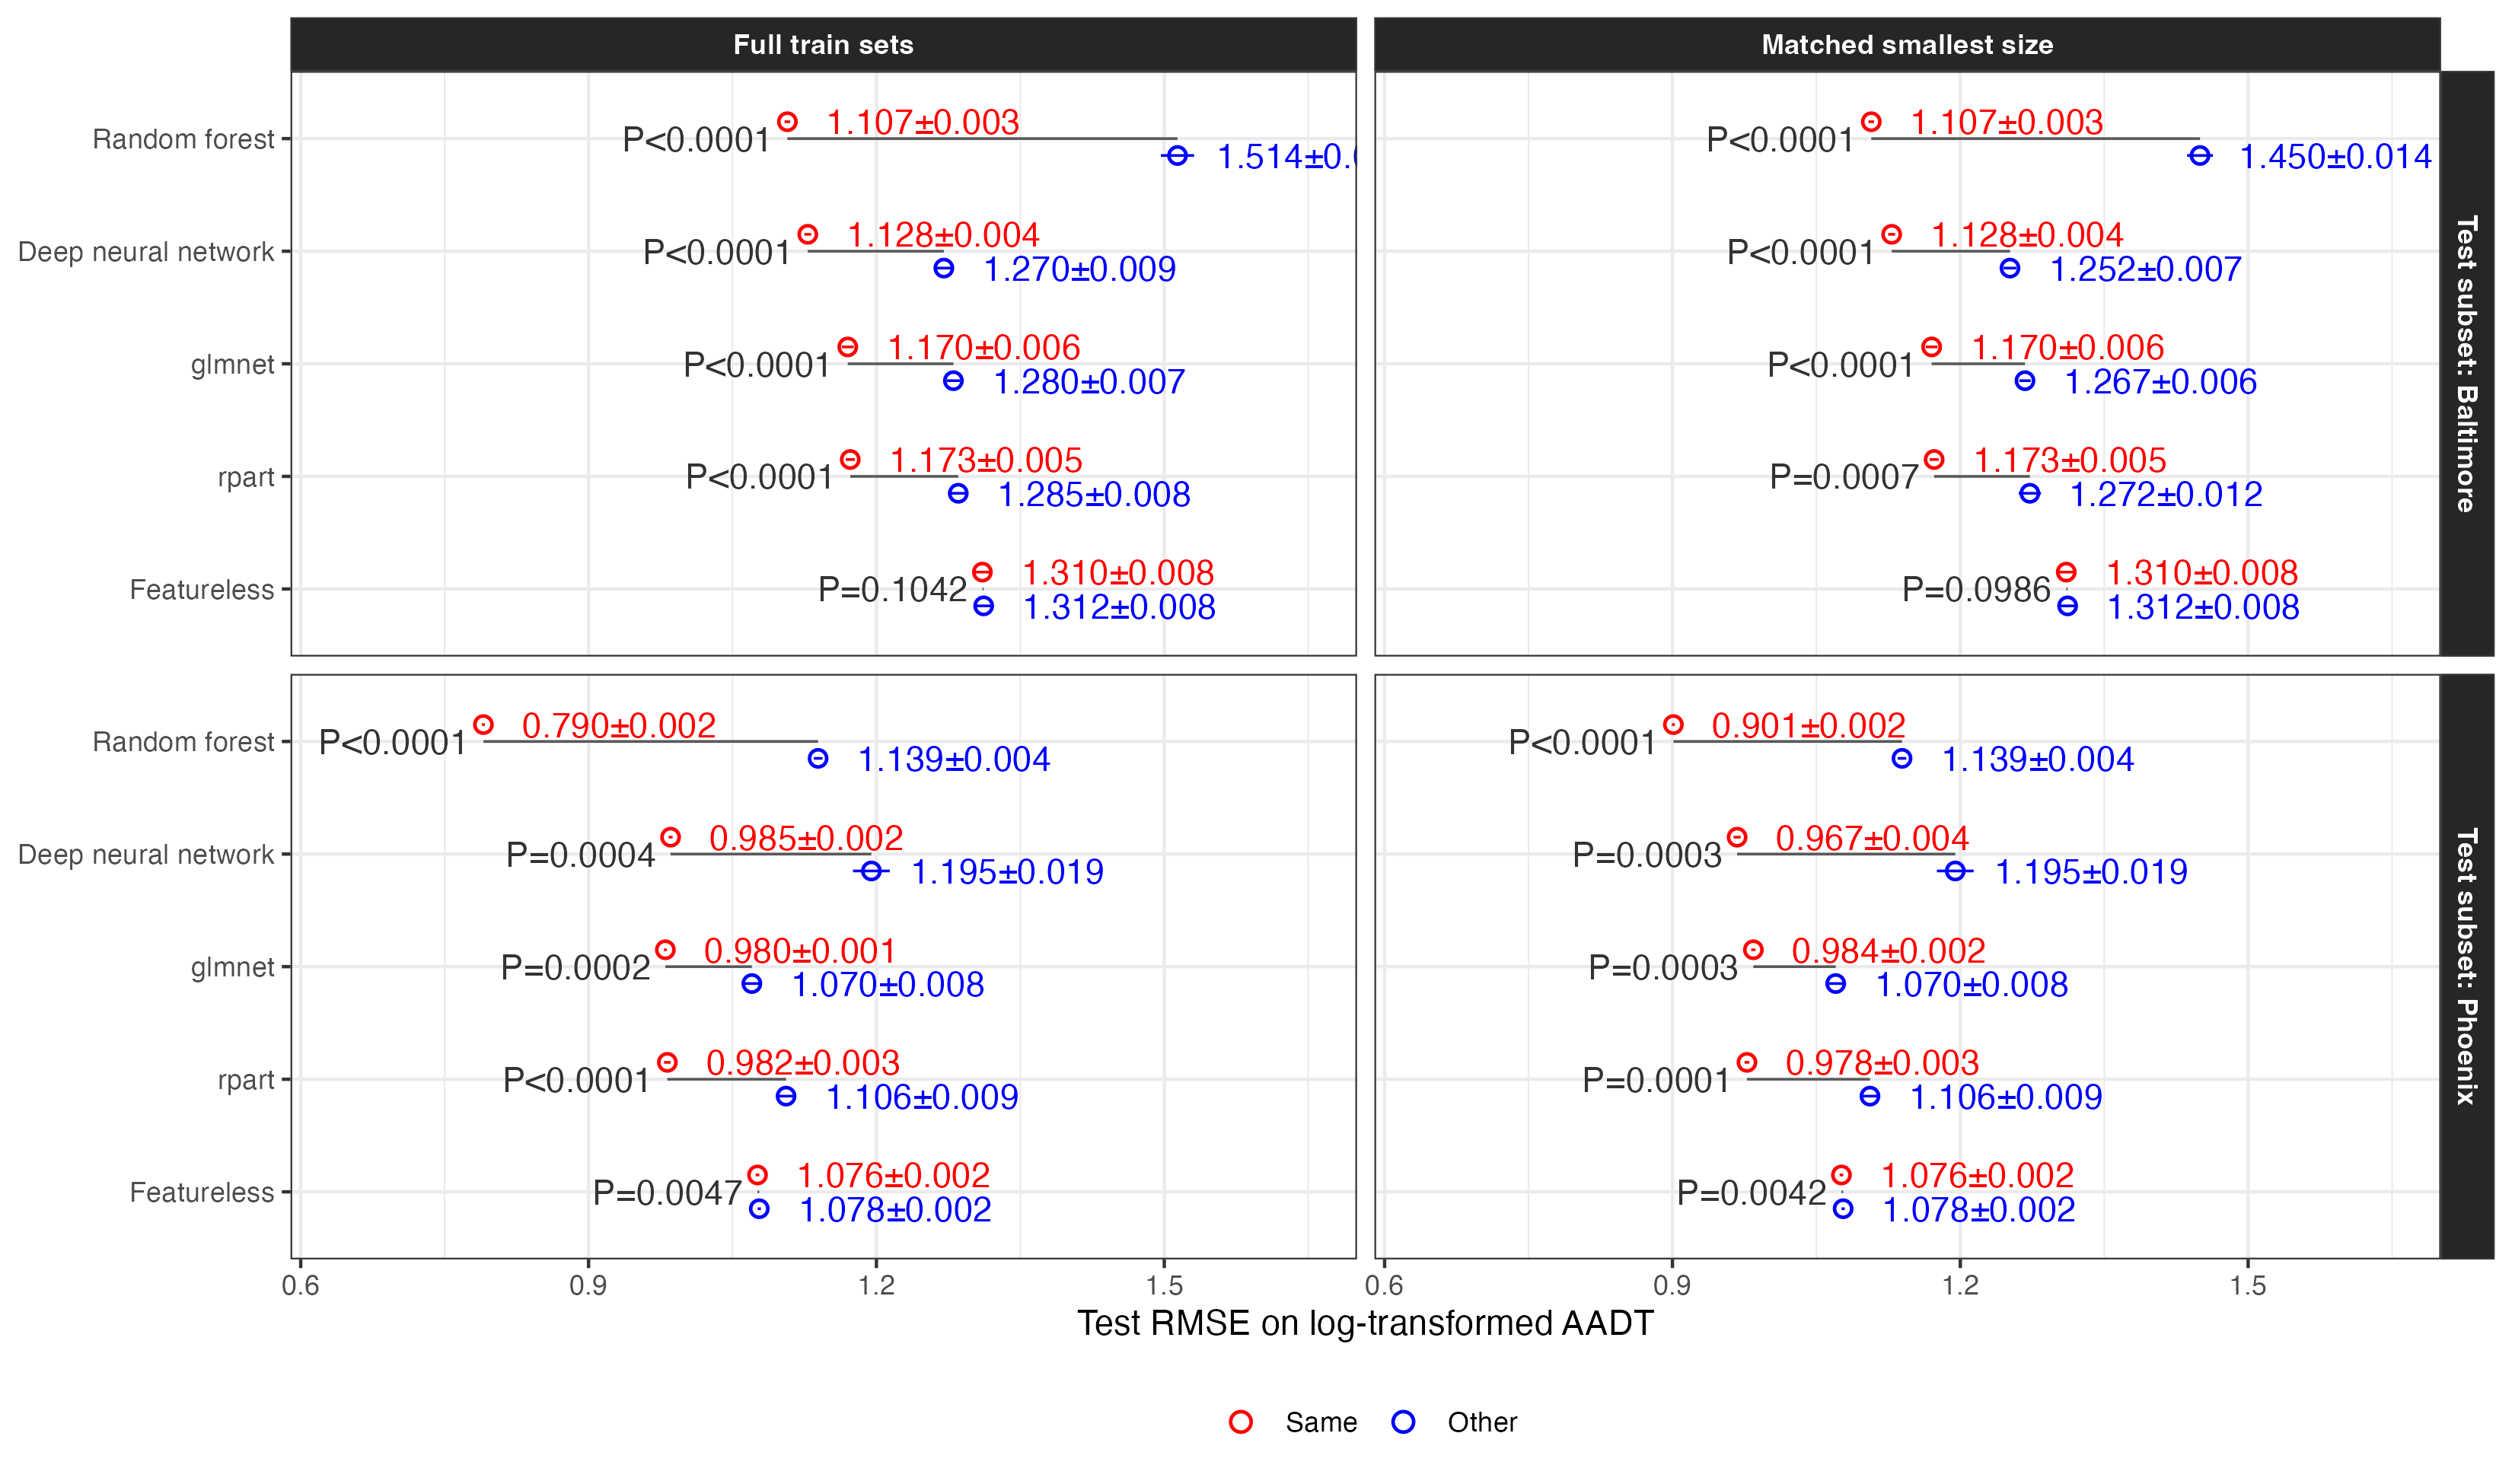 Full train sets
Matched smallest size
Random forest
P<0.0001
1.107±0.003
1.514±0.
P<0.0001
1.107±0.003
1.450±0.014
Deep neural network
P<0.0001
1.128±0.004
1.270±0.009
P<0.0001
1.128±0.004
1.252±0.007
glmnet
P<0.0001
1.170±0.006
1.280±0.007
P<0.0001
1.170±0.006
1.267±0.006
rpart
P<0.0001
1.173±0.005
1.285±0.008
P=0.0007
1.173±0.005
1.272±0.012
Featureless
P=0.1042
1.310±0.008
1.312±0.008
P=0.0986
1.310±0.008
1.312±0.008
Test subset: Baltimore
Random forest
P<0.0001
0.790±0.002
1.139±0.004
P<0.0001
0.901±0.002
1.139±0.004
Deep neural network
P=0.0004
0.985±0.002
1.195±0.019
P=0.0003
0.967±0.004
1.195±0.019
glmnet
P=0.0002
0.980±0.001
1.070±0.008
P=0.0003
0.984±0.002
1.070±0.008
rpart
P<0.0001
0.982±0.003
1.106±0.009
P=0.0001
0.978±0.003
1.106±0.009
Featureless
P=0.0047
1.076±0.002
1.078±0.002
P=0.0042
1.076±0.002
1.078±0.002
Test subset: Phoenix
0.6 0.9 1.2 1.5
0.6 0.9 1.2 1.5
Test RMSE on log-transformed AADT
Same
Other